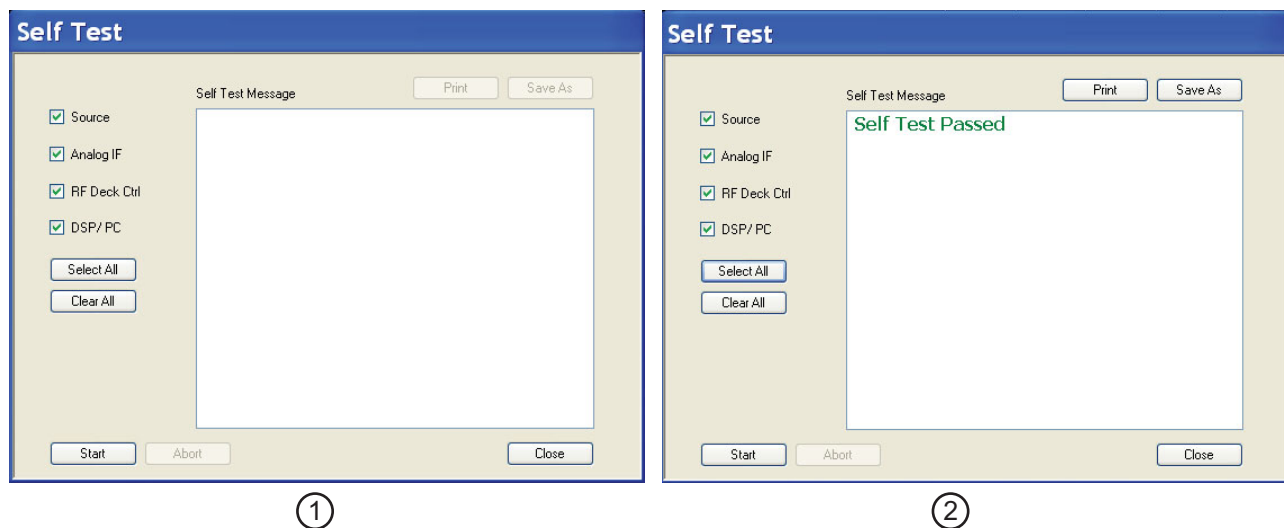 Self Test
Self Test Message
Print
Save As
Source
Analog IF
RF Deck Ctrl
DSP/ PC
Select All
Clear All
Start
Abort
Close
1
Self Test
Self Test Message
Print
Save As
Source
Self Test Passed
Analog IF
RF Deck Ctrl
DSP/ PC
Select All
Clear All
Start
Abort
Close
2